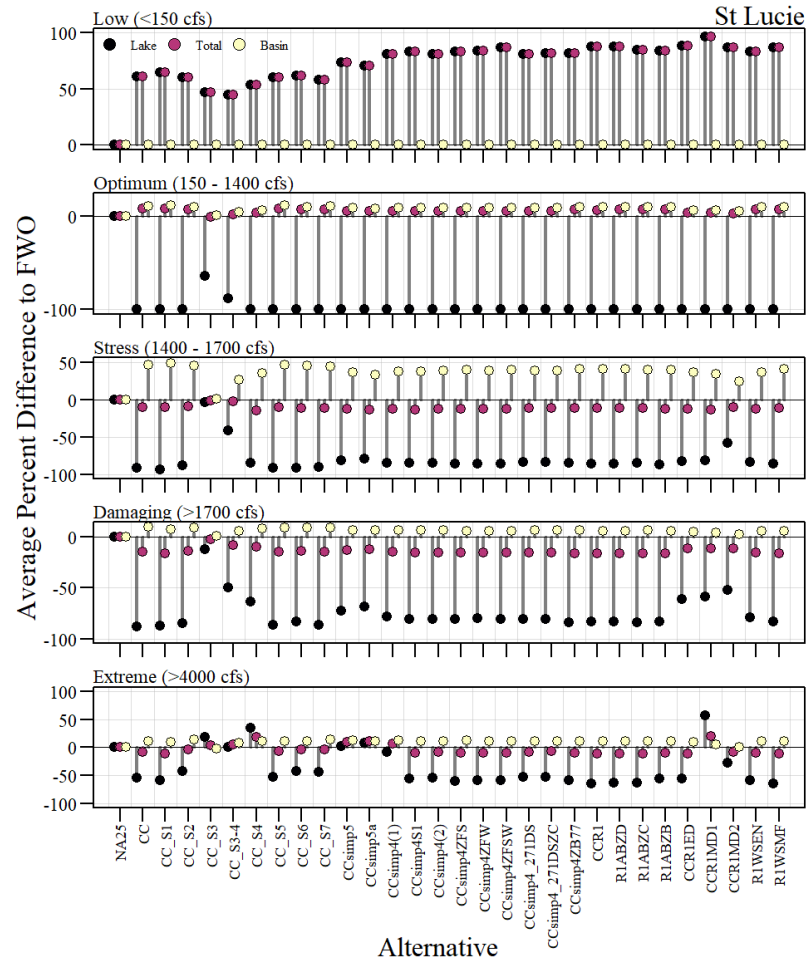 St Lucie
Low (<150 cfs)
Lake Total Basin
100
50
0
Optimum (150 - 1400 cfs)
0
-100
Stress (1400 - 1700 cfs)
50
0
-50
-100
Damaging (>1700 cfs)
0
-50
-100
Extreme (>4000 cfs)
100
50
0
-50
-100
Average Percent Difference to FWO
NA25
CC
CC_S1
CC_S2
CC_S3
CC_S3-4
CC_S4
CC_S5
CC_S6
CC_S7
CCsimp5
CCsimp5a
CCsimp4(1)
CCsimp4S1
CCsimp4(2)
CCsimp4ZFS
CCsimp4ZFW
CCsimp4ZFSW
CCsimp4_271DS
CCsimp4_271DSZC
CCsimp4ZB77
CCR1
R1ABZD
R1ABZC
R1ABZB
CCR1ED
CCR1MD1
CCR1MD2
R1WSEN
R1WSMF
Alternative